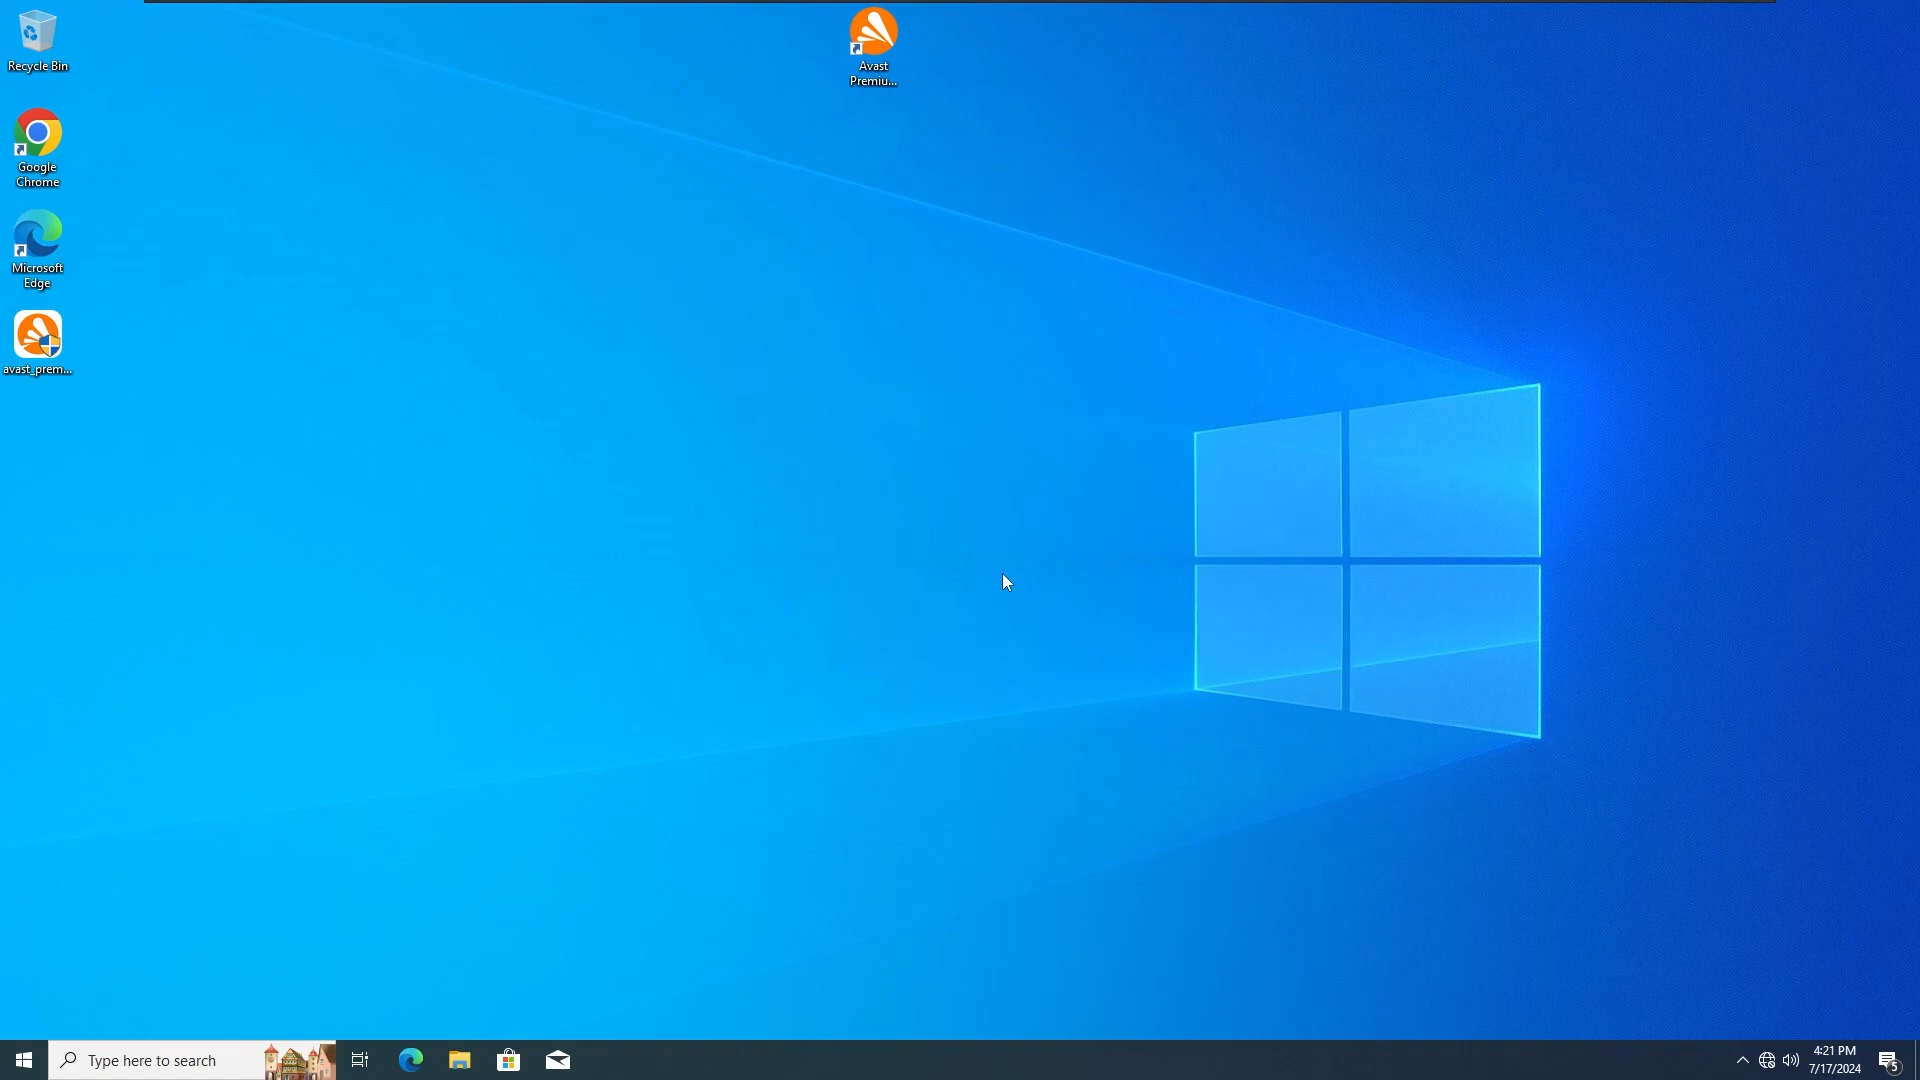 Recycle Bin
Google
Chrome
Microsoft
Edge
avast_prem...
Avast
Premiu...
Type here to search
4:21 PM
7/17/2024
5